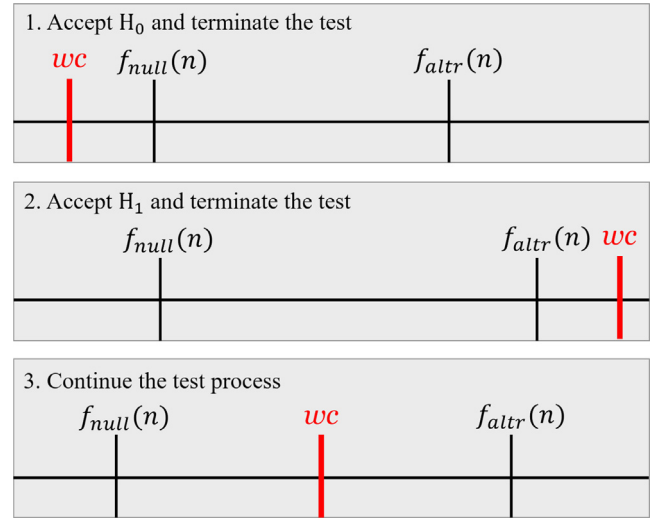 1. Accept H₀ and terminate the test
wc f_null(n) f_altr(n)
2. Accept H₁ and terminate the test
f_null(n) f_altr(n) wc
3. Continue the test process
f_null(n) wc f_altr(n)